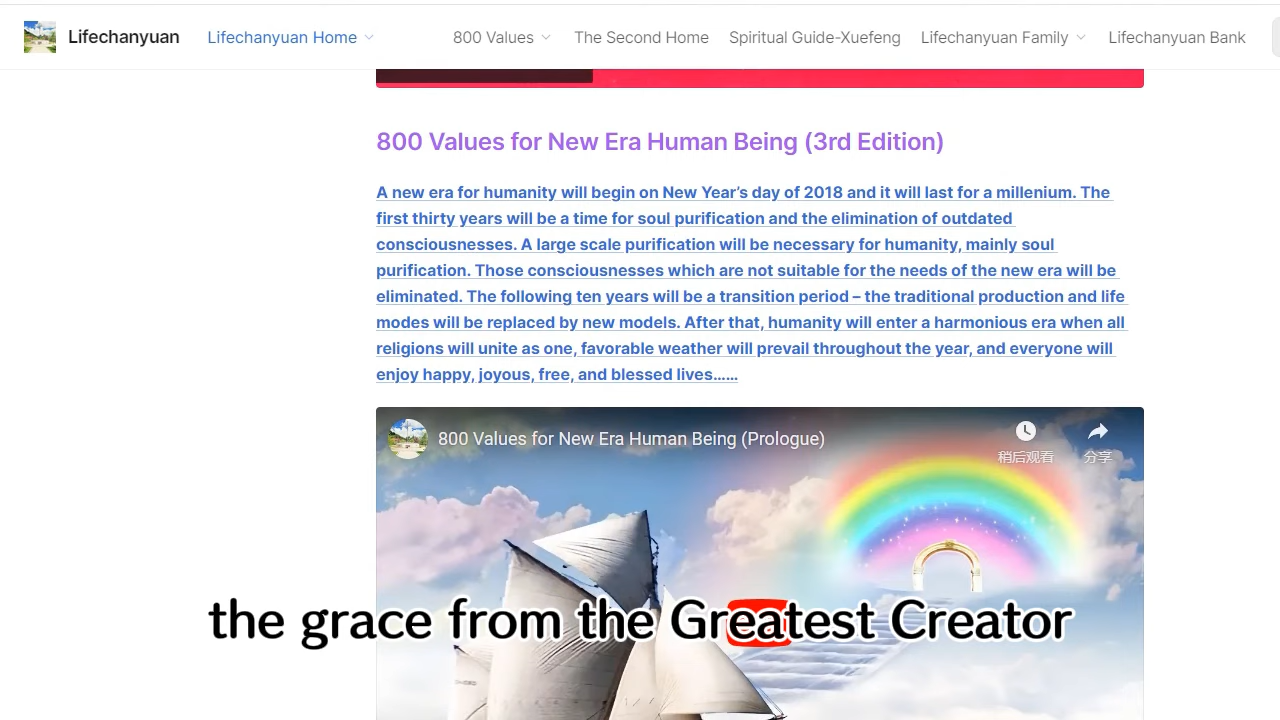 Lifechanyuan
Lifechanyuan Home
800 Values
The Second Home
Spiritual Guide-Xuefeng
Lifechanyuan Family
Lifechanyuan Bank
800 Values for New Era Human Being (3rd Edition)
A new era for humanity will begin on New Year’s day of 2018 and it will last for a millenium. The
first thirty years will be a time for soul purification and the elimination of outdated
consciousnesses. A large scale purification will be necessary for humanity, mainly soul
purification. Those consciousnesses which are not suitable for the needs of the new era will be
eliminated. The following ten years will be a transition period – the traditional production and life
modes will be replaced by new models. After that, humanity will enter a harmonious era when all
religions will unite as one, favorable weather will prevail throughout the year, and everyone will
enjoy happy, joyous, free, and blessed lives……
800 Values for New Era Human Being (Prologue)
稍后观看
分享
the grace from the Greatest Creator